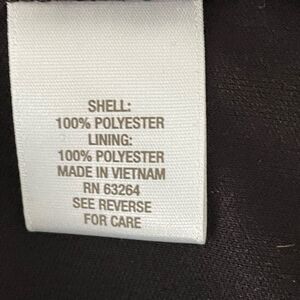 SHELL:
100% POLYESTER
LINING:
100% POLYESTER
MADE IN VIETNAM
RN 63264
SEE REVERSE
FOR CARE